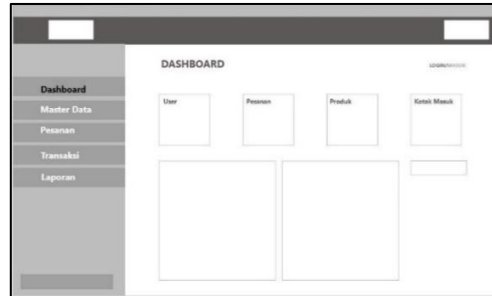 DASHBOARD
Dashboard
Master Data
Pesanan
Transaksi
Laporan
User
Pesanan
Produk
Kotak Masuk